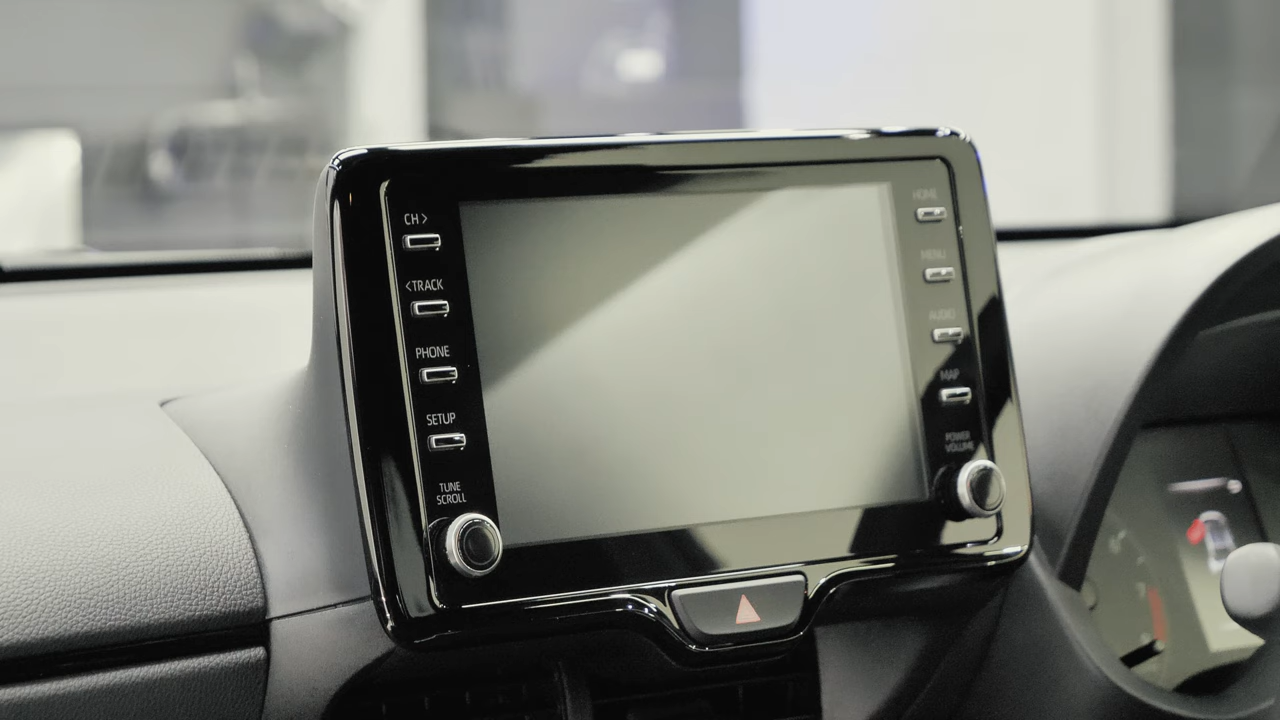 CH >
< TRACK
PHONE
SETUP
TUNE
SCROLL
HOME
MENU
AUDIO
MAP
POWER
VOLUME